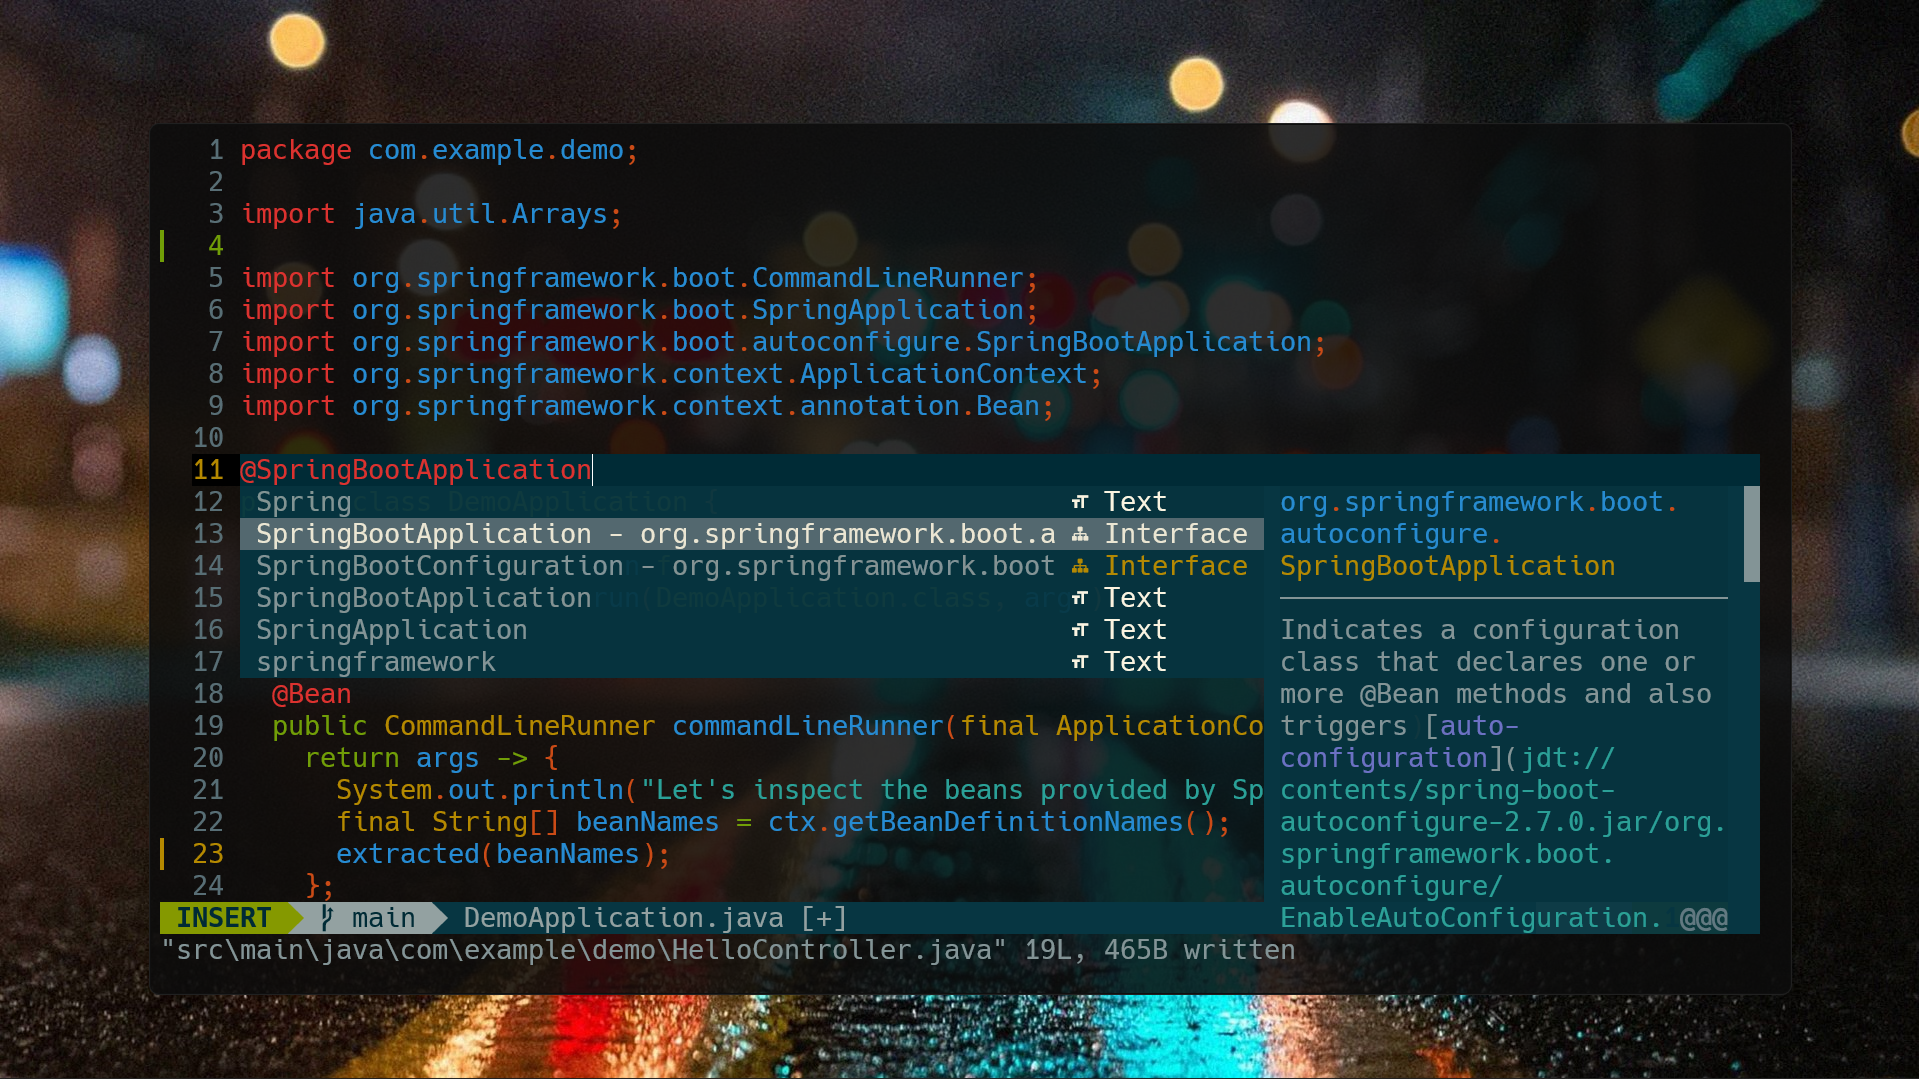 1 package com.example.demo;
2
3 import java.util.Arrays;
4
5 import org.springframework.boot.CommandLineRunner;
6 import org.springframework.boot.SpringApplication;
7 import org.springframework.boot.autoconfigure.SpringBootApplication;
8 import org.springframework.context.ApplicationContext;
9 import org.springframework.context.annotation.Bean;
10
11 @SpringBootApplication
12 Spring class DemoApplication { Text
13 SpringBootApplication - org.springframework.boot.a Interface
14 SpringBootConfiguration - org.springframework.boot Interface
15 SpringBootApplication run(DemoApplication.class, arg Text
16 SpringApplication Text
17 springframework Text
18 @Bean
19 public CommandLineRunner commandLineRunner(final ApplicationCo
20 return args -> {
21 System.out.println("Let's inspect the beans provided by Sp
22 final String[] beanNames = ctx.getBeanDefinitionNames();
23 extracted(beanNames);
24 };
org.springframework.boot.
autoconfigure.
SpringBootApplication
Indicates a configuration
class that declares one or
more @Bean methods and also
triggers [auto-
configuration](jdt://
contents/spring-boot-
autoconfigure-2.7.0.jar/org.
springframework.boot.
autoconfigure/
EnableAutoConfiguration. @@@
INSERT main DemoApplication.java [+]
"src\main\java\com\example\demo\HelloController.java" 19L, 465B written